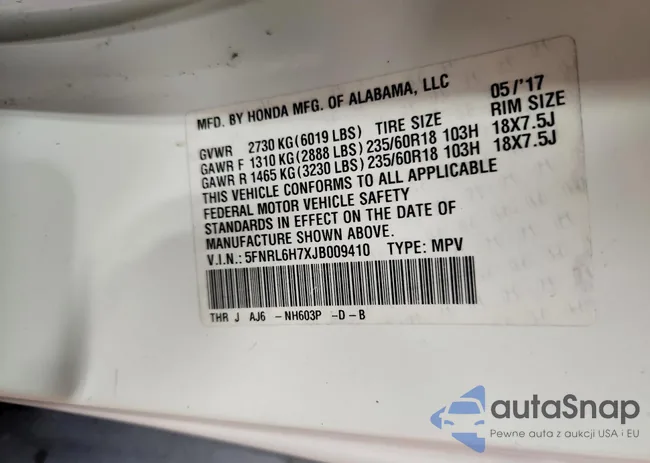 MFD. BY HONDA MFG. OF ALABAMA, LLC 05/'17
GVWR 2730 KG(6019 LBS) TIRE SIZE RIM SIZE
GAWR F 1310 KG(2888 LBS) 235/60R18 103H 18X7.5J
GAWR R 1465 KG(3230 LBS) 235/60R18 103H 18X7.5J
THIS VEHICLE CONFORMS TO ALL APPLICABLE
FEDERAL MOTOR VEHICLE SAFETY
STANDARDS IN EFFECT ON THE DATE OF
MANUFACTURE SHOWN ABOVE.
V.I.N.: 5FNRL6H7XJB009410 TYPE: MPV
THR J AJ6 -NH603P -D-B
autaSnap
Pewne auta z aukcji USA i EU